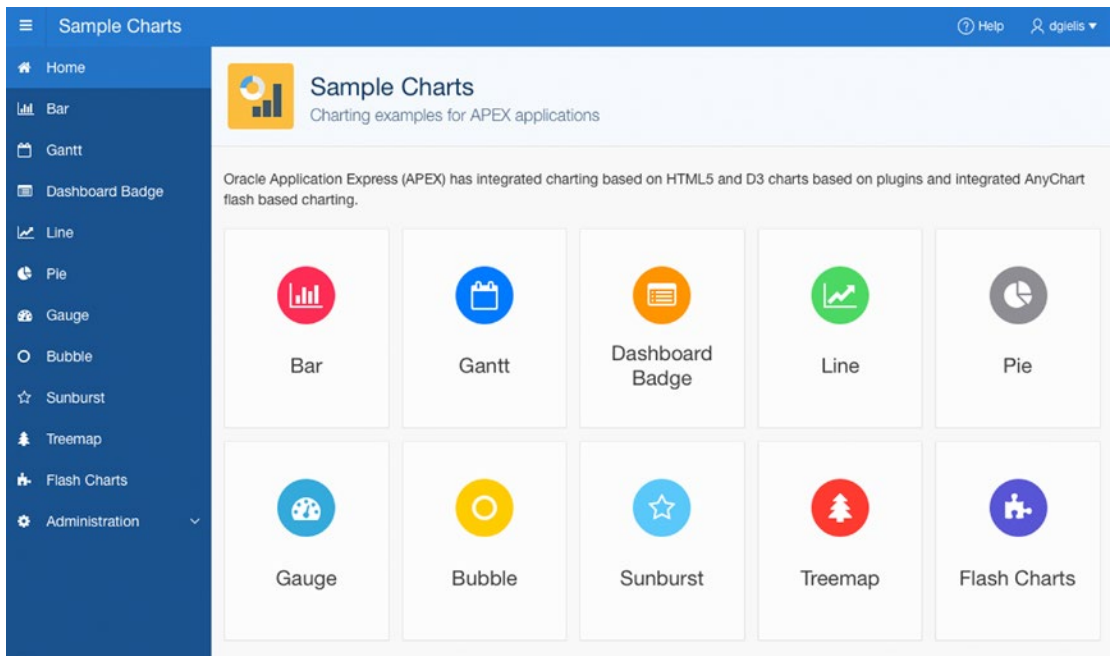 Sample Charts
Help
dgielis
Home
Bar
Gantt
Dashboard Badge
Line
Pie
Gauge
Bubble
Sunburst
Treemap
Flash Charts
Administration
Sample Charts
Charting examples for APEX applications
Oracle Application Express (APEX) has integrated charting based on HTML5 and D3 charts based on plugins and integrated AnyChart
flash based charting.
Bar
Gantt
Dashboard
Badge
Line
Pie
Gauge
Bubble
Sunburst
Treemap
Flash Charts